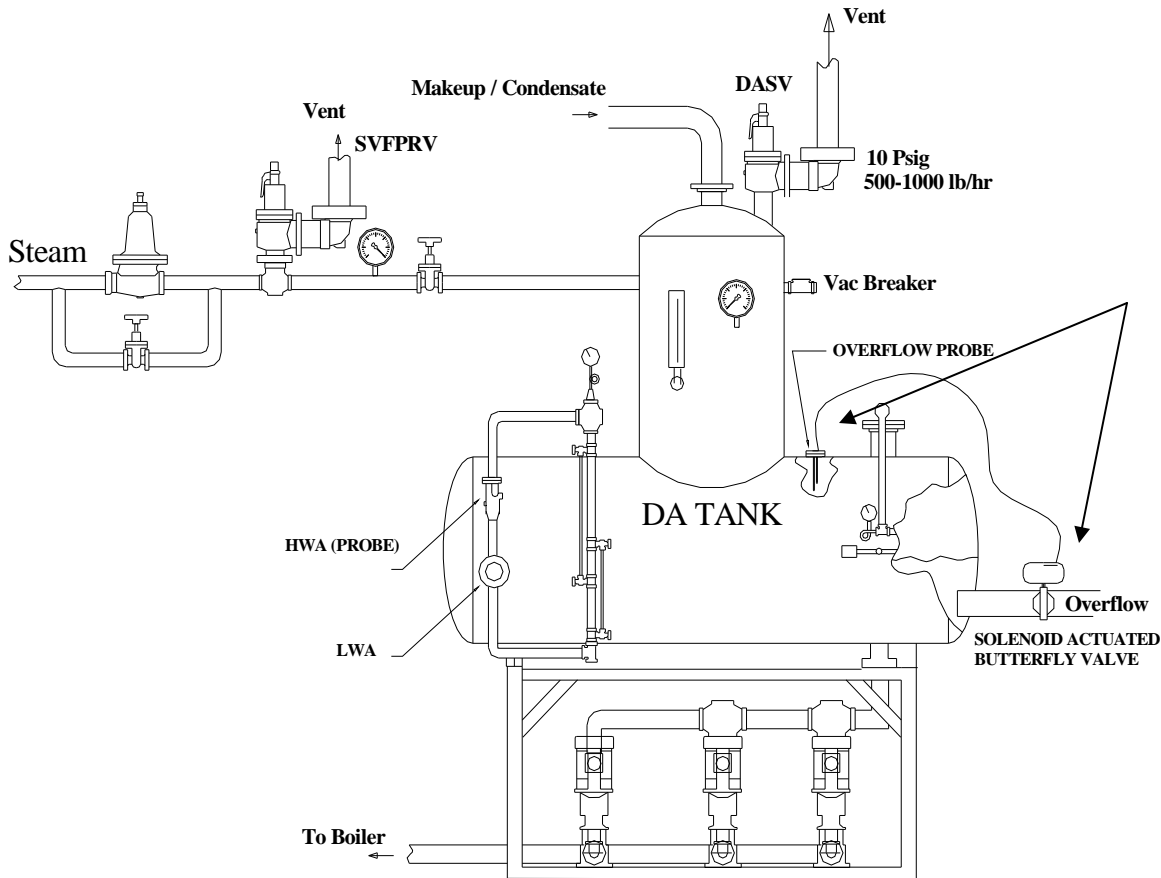 Vent
Makeup / Condensate
DASV
Vent
SVFPRV
10 Psig
500-1000 lb/hr
Steam
Vac Breaker
OVERFLOW PROBE
DA TANK
HWA (PROBE)
Overflow
LWA
SOLENOID ACTUATED
BUTTERFLY VALVE
To Boiler